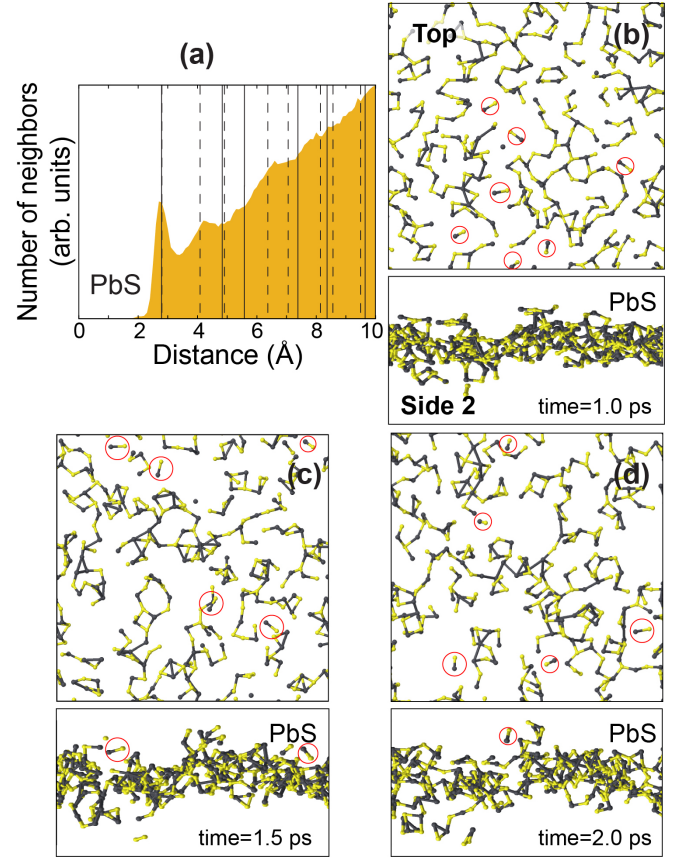 (a)
Number of neighbors
(arb. units)
PbS
0 2 4 6 8 10
Distance (Å)
Top
(b)
PbS
Side 2
time=1.0 ps
(c)
PbS
time=1.5 ps
(d)
PbS
time=2.0 ps